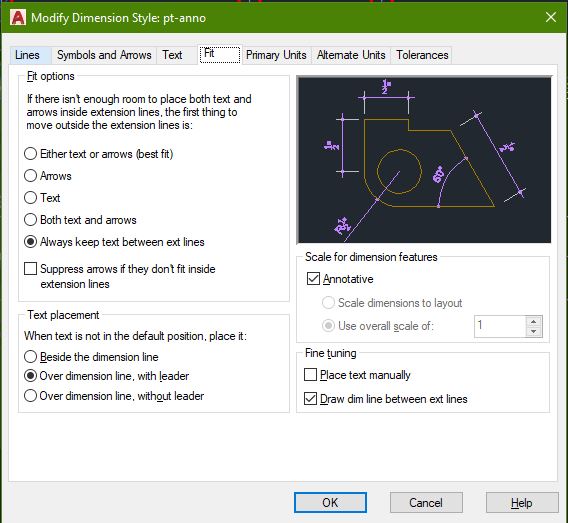 A Modify Dimension Style: pt-anno
Lines Symbols and Arrows Text Fit Primary Units Alternate Units Tolerances
Fit options
If there isn't enough room to place both text and
arrows inside extension lines, the first thing to
move outside the extension lines is:
Either text or arrows (best fit)
Arrows
Text
Both text and arrows
Always keep text between ext lines
Suppress arrows if they don't fit inside
extension lines
Text placement
When text is not in the default position, place it:
Beside the dimension line
Over dimension line, with leader
Over dimension line, without leader
60°
Scale for dimension features
Annotative
Scale dimensions to layout
Use overall scale of: 1
Fine tuning
Place text manually
Draw dim line between ext lines
OK Cancel Help